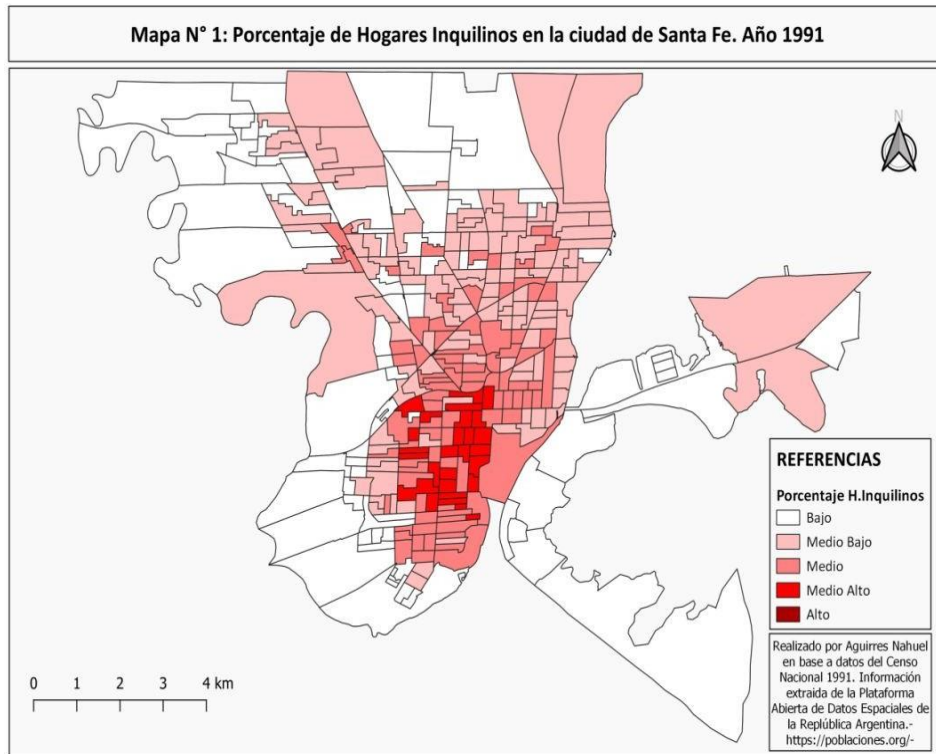 Mapa N° 1: Porcentaje de Hogares Inquilinos en la ciudad de Santa Fe. Año 1991
N
REFERENCIAS
Porcentaje H.Inquilinos
Bajo
Medio Bajo
Medio
Medio Alto
Alto
0 1 2 3 4 km
Realizado por Aguirres Nahuel
en base a datos del Censo
Nacional 1991. Información
extraida de la Plataforma
Abierta de Datos Espaciales de
la Replública Argentina.-
https://poblaciones.org/-